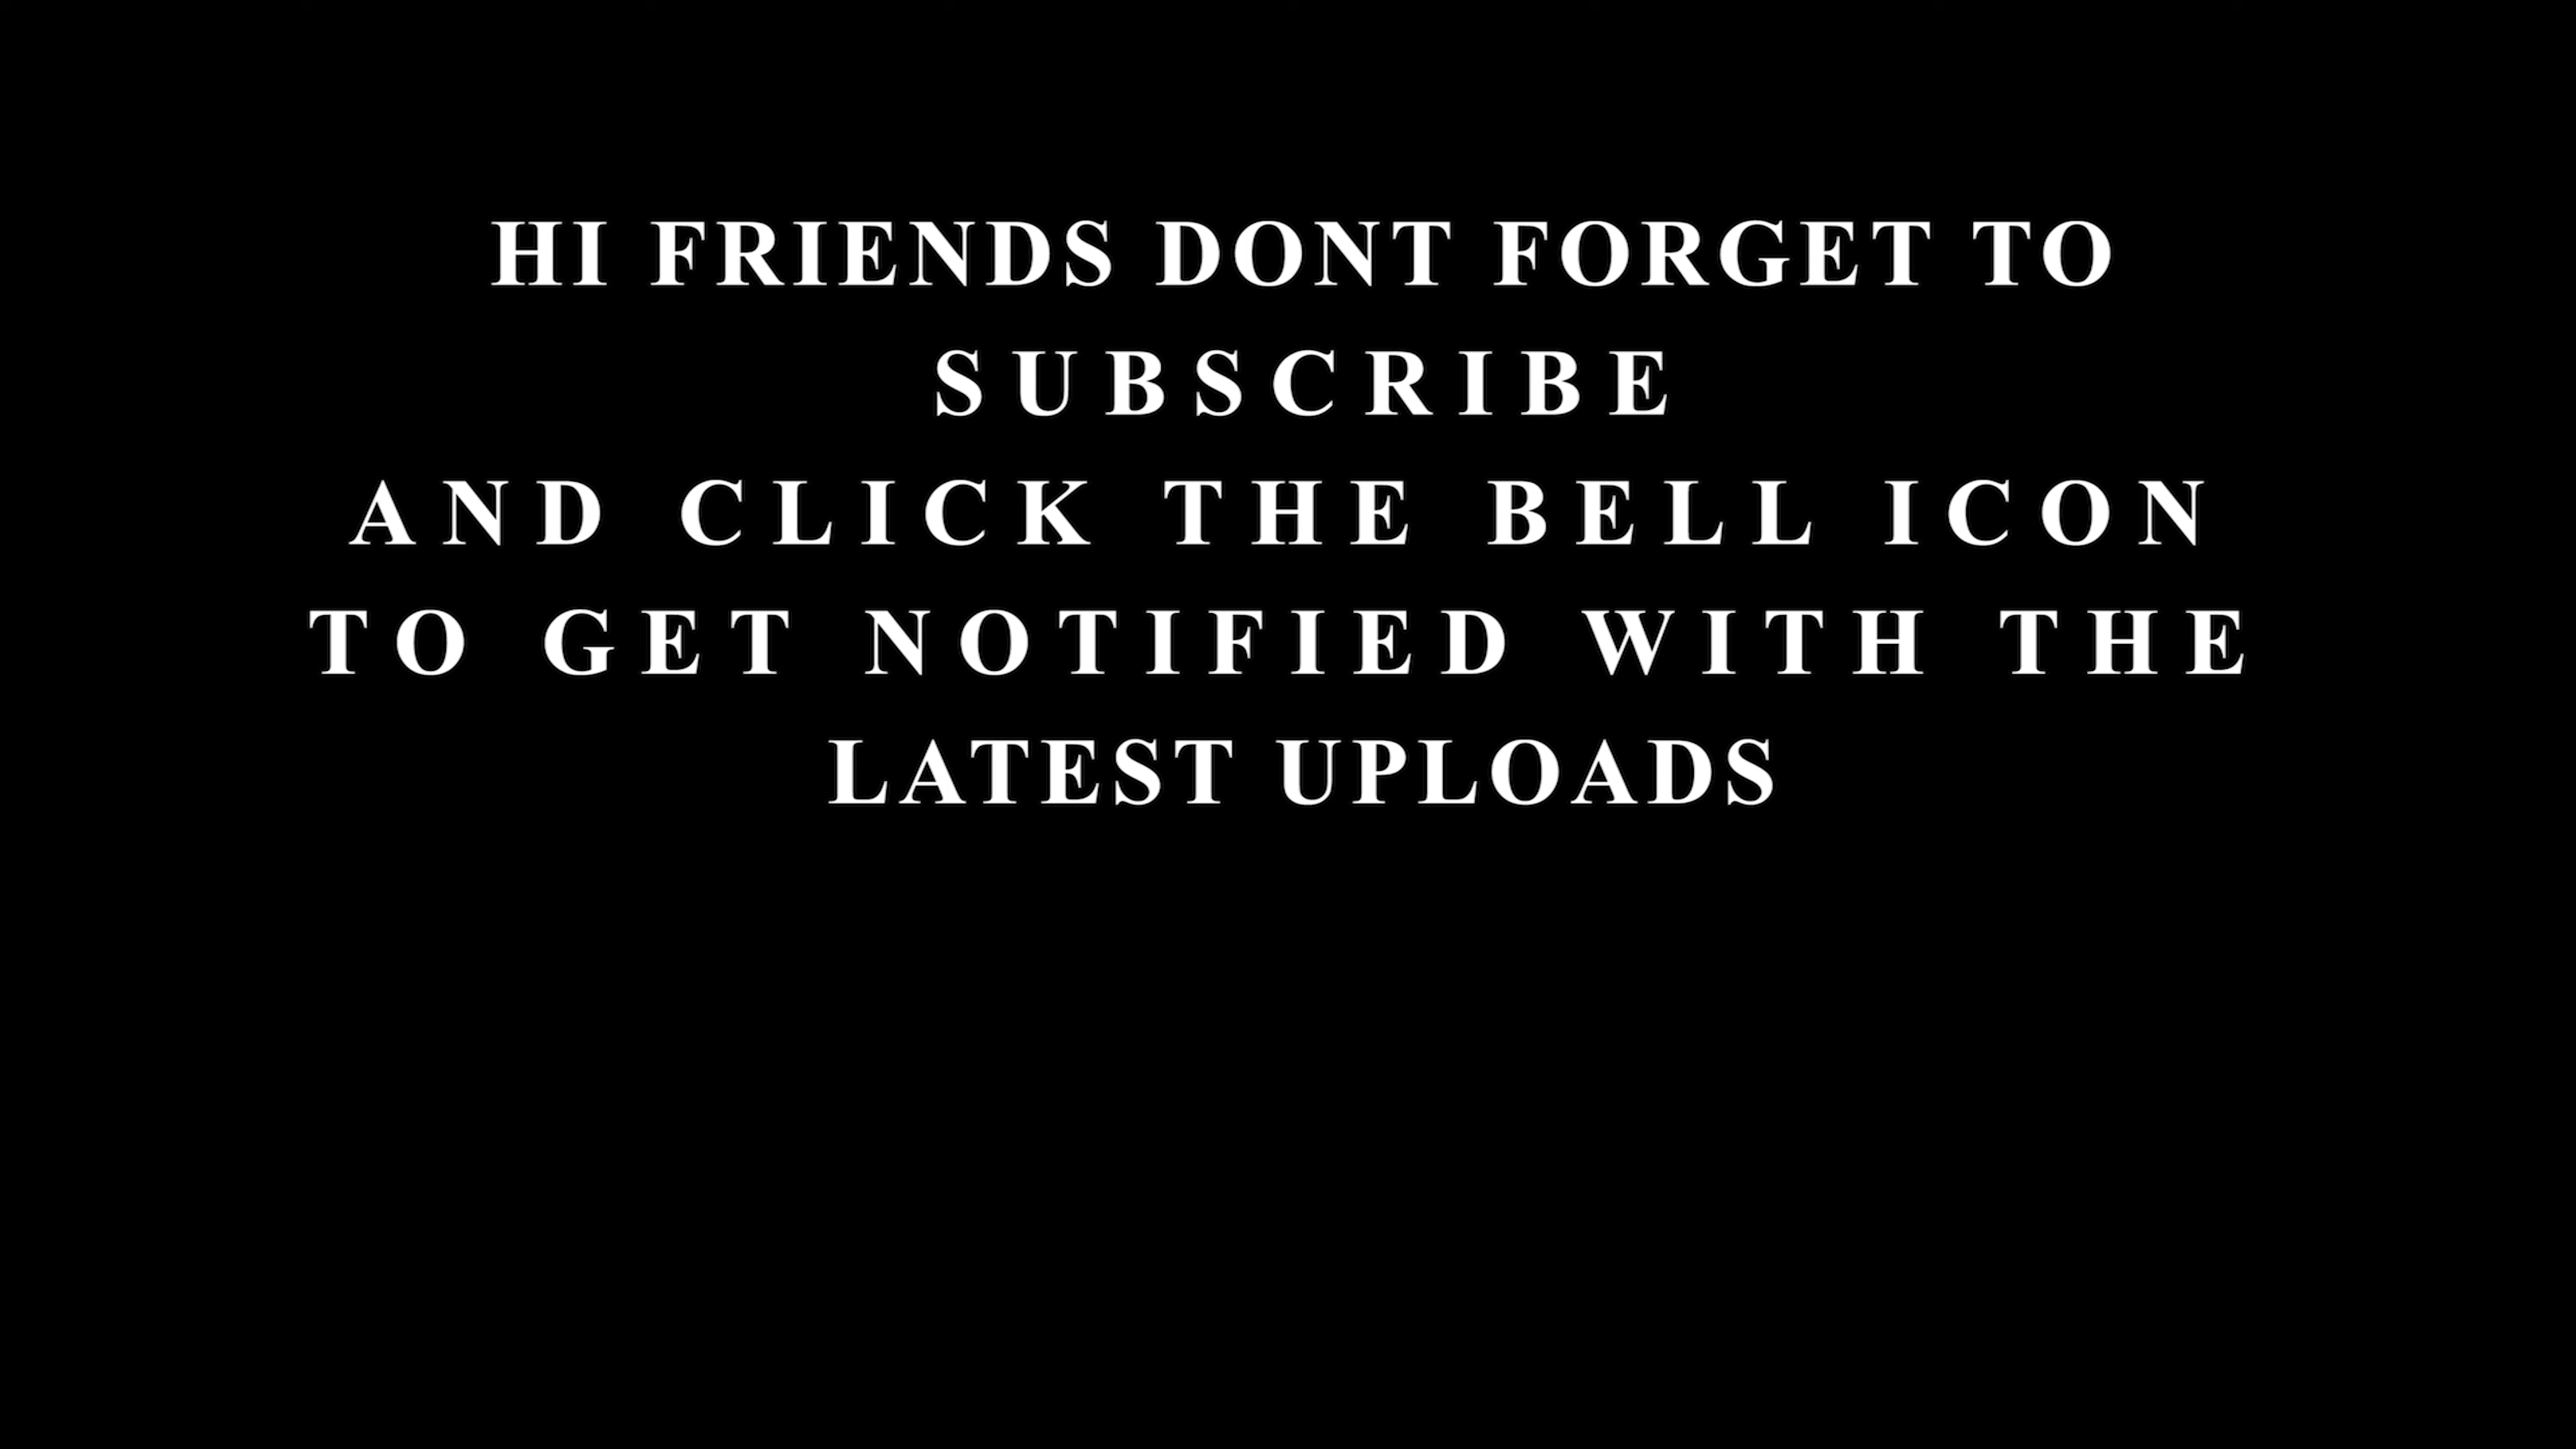 HI FRIENDS DONT FORGET TO
SUBSCRIBE
AND CLICK THE BELL ICON
TO GET NOTIFIED WITH THE
LATEST UPLOADS